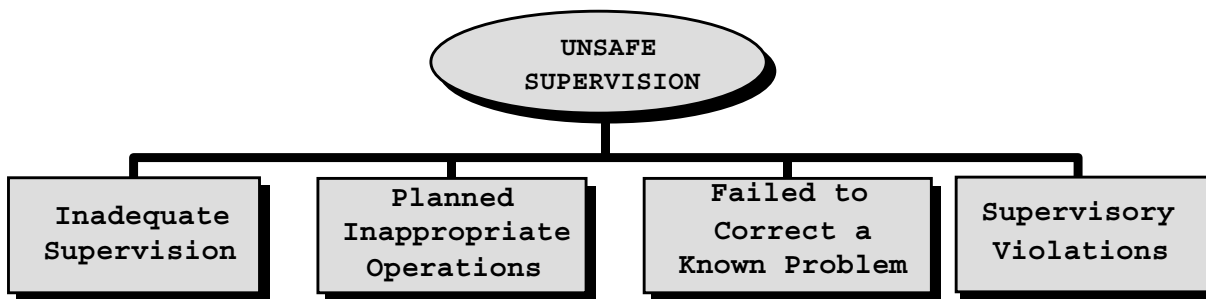 UNSAFE
SUPERVISION
Inadequate
Supervision
Planned
Inappropriate
Operations
Failed to
Correct a
Known Problem
Supervisory
Violations